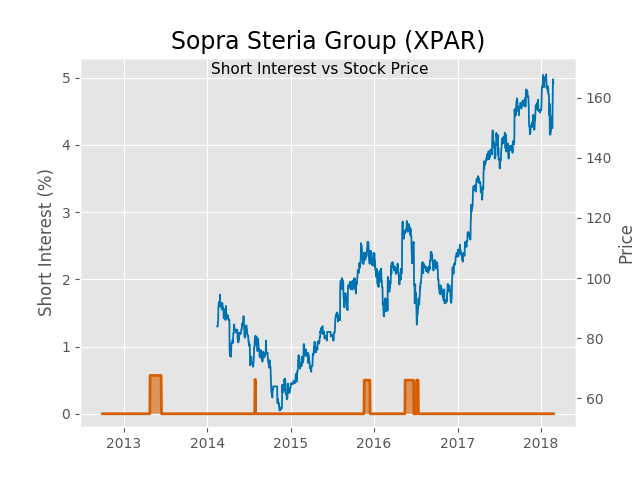 Sopra Steria Group (XPAR)
Short Interest vs Stock Price
Short Interest (%)
5
4
3
2
1
0
160
140
120
100
80
60
Price
2013 2014 2015 2016 2017 2018